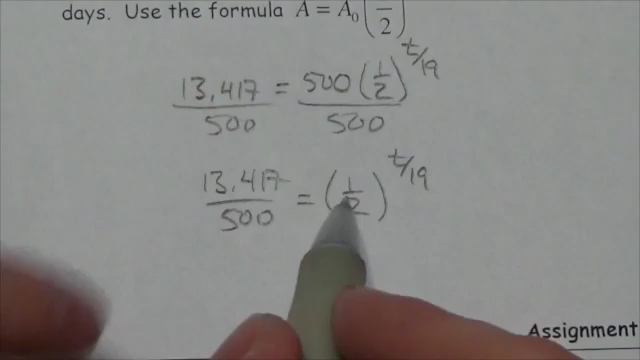 days. Use the formula A = A₀(—/2)
13,417 = 500 (1/2)^t/19
500 500
13,417/500 = (1/2)^t/19
Assignment